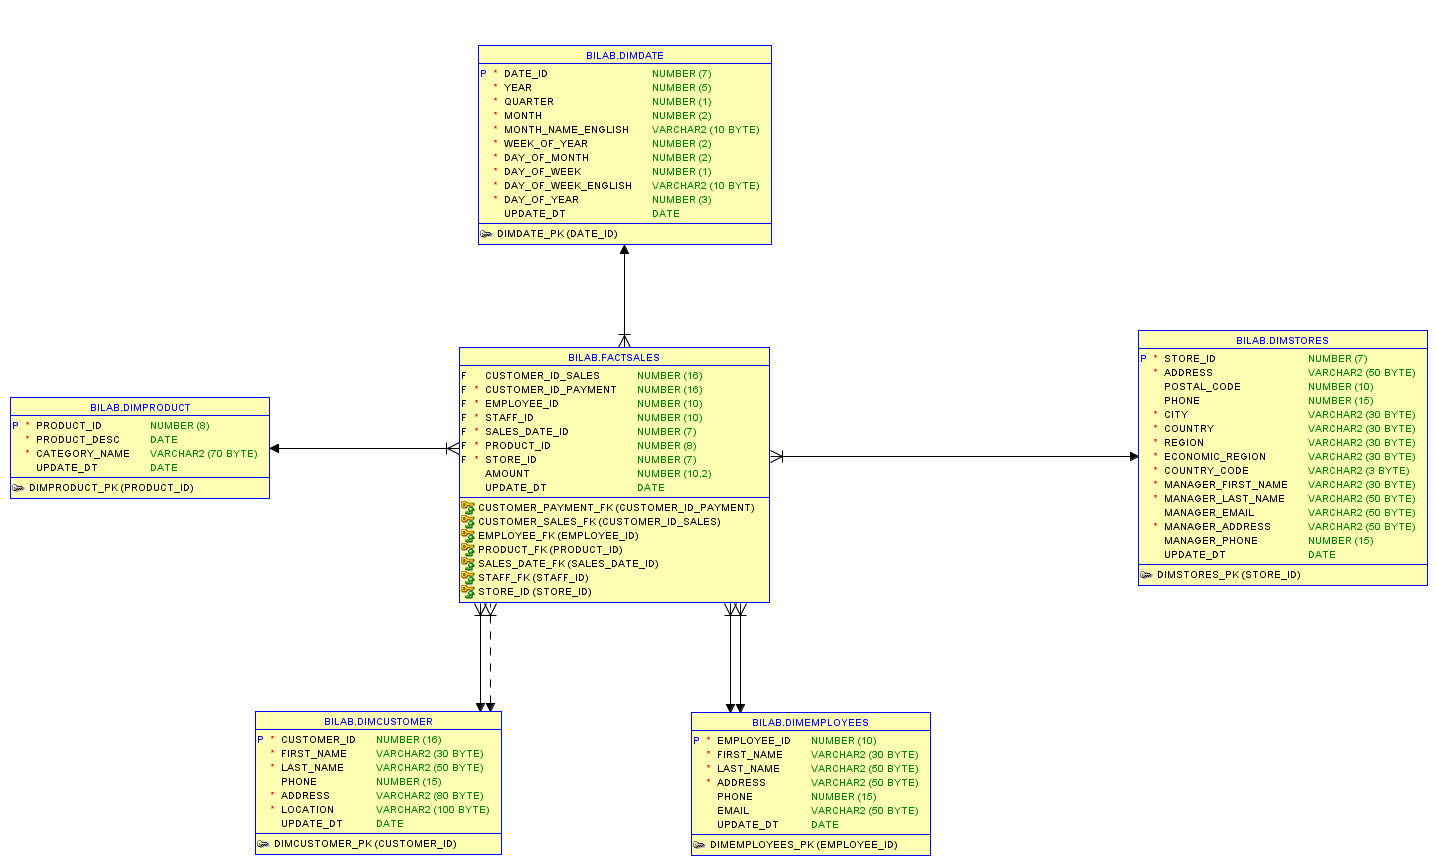 BILAB.DIMDATE
P * DATE_ID NUMBER (7)
* YEAR NUMBER (5)
* QUARTER NUMBER (1)
* MONTH NUMBER (2)
* MONTH_NAME_ENGLISH VARCHAR2 (10 BYTE)
* WEEK_OF_YEAR NUMBER (2)
* DAY_OF_MONTH NUMBER (2)
* DAY_OF_WEEK NUMBER (1)
* DAY_OF_WEEK_ENGLISH VARCHAR2 (10 BYTE)
* DAY_OF_YEAR NUMBER (3)
UPDATE_DT DATE
DIMDATE_PK (DATE_ID)
BILAB.FACTSALES
F CUSTOMER_ID_SALES NUMBER (16)
F * CUSTOMER_ID_PAYMENT NUMBER (16)
F * EMPLOYEE_ID NUMBER (10)
F * STAFF_ID NUMBER (10)
F * SALES_DATE_ID NUMBER (7)
F * PRODUCT_ID NUMBER (8)
F * STORE_ID NUMBER (7)
AMOUNT NUMBER (10,2)
UPDATE_DT DATE
CUSTOMER_PAYMENT_FK (CUSTOMER_ID_PAYMENT)
CUSTOMER_SALES_FK (CUSTOMER_ID_SALES)
EMPLOYEE_FK (EMPLOYEE_ID)
PRODUCT_FK (PRODUCT_ID)
SALES_DATE_FK (SALES_DATE_ID)
STAFF_FK (STAFF_ID)
STORE_ID (STORE_ID)
BILAB.DIMPRODUCT
P * PRODUCT_ID NUMBER (8)
* PRODUCT_DESC DATE
* CATEGORY_NAME VARCHAR2 (70 BYTE)
UPDATE_DT DATE
DIMPRODUCT_PK (PRODUCT_ID)
BILAB.DIMSTORES
P * STORE_ID NUMBER (7)
* ADDRESS VARCHAR2 (50 BYTE)
POSTAL_CODE NUMBER (10)
PHONE NUMBER (15)
* CITY VARCHAR2 (30 BYTE)
* COUNTRY VARCHAR2 (30 BYTE)
* REGION VARCHAR2 (30 BYTE)
* ECONOMIC_REGION VARCHAR2 (30 BYTE)
* COUNTRY_CODE VARCHAR2 (3 BYTE)
* MANAGER_FIRST_NAME VARCHAR2 (30 BYTE)
* MANAGER_LAST_NAME VARCHAR2 (50 BYTE)
MANAGER_EMAIL VARCHAR2 (50 BYTE)
* MANAGER_ADDRESS VARCHAR2 (50 BYTE)
MANAGER_PHONE NUMBER (15)
UPDATE_DT DATE
DIMSTORES_PK (STORE_ID)
BILAB.DIMCUSTOMER
P * CUSTOMER_ID NUMBER (16)
* FIRST_NAME VARCHAR2 (30 BYTE)
* LAST_NAME VARCHAR2 (50 BYTE)
PHONE NUMBER (15)
* ADDRESS VARCHAR2 (80 BYTE)
* LOCATION VARCHAR2 (100 BYTE)
UPDATE_DT DATE
DIMCUSTOMER_PK (CUSTOMER_ID)
BILAB.DIMEMPLOYEES
P * EMPLOYEE_ID NUMBER (10)
* FIRST_NAME VARCHAR2 (30 BYTE)
* LAST_NAME VARCHAR2 (50 BYTE)
* ADDRESS VARCHAR2 (50 BYTE)
PHONE NUMBER (15)
EMAIL VARCHAR2 (50 BYTE)
UPDATE_DT DATE
DIMEMPLOYEES_PK (EMPLOYEE_ID)